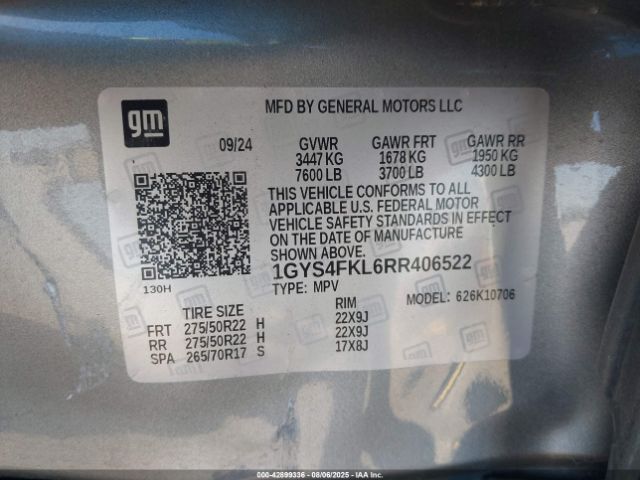 gm
MFD BY GENERAL MOTORS LLC
09/24 GVWR GAWR FRT GAWR RR
3447 KG 1678 KG 1950 KG
7600 LB 3700 LB 4300 LB
THIS VEHICLE CONFORMS TO ALL
APPLICABLE U.S. FEDERAL MOTOR
VEHICLE SAFETY STANDARDS IN EFFECT
ON THE DATE OF MANUFACTURE
SHOWN ABOVE.
1GYS4FKL6RR406522
130H
TYPE: MPV MODEL: 626K10706
TIRE SIZE RIM
FRT 275/50R22 H 22X9J
RR 275/50R22 H 22X9J
SPA 265/70R17 S 17X8J
00-42899336 - 08/06/2025 - IAAI.COM